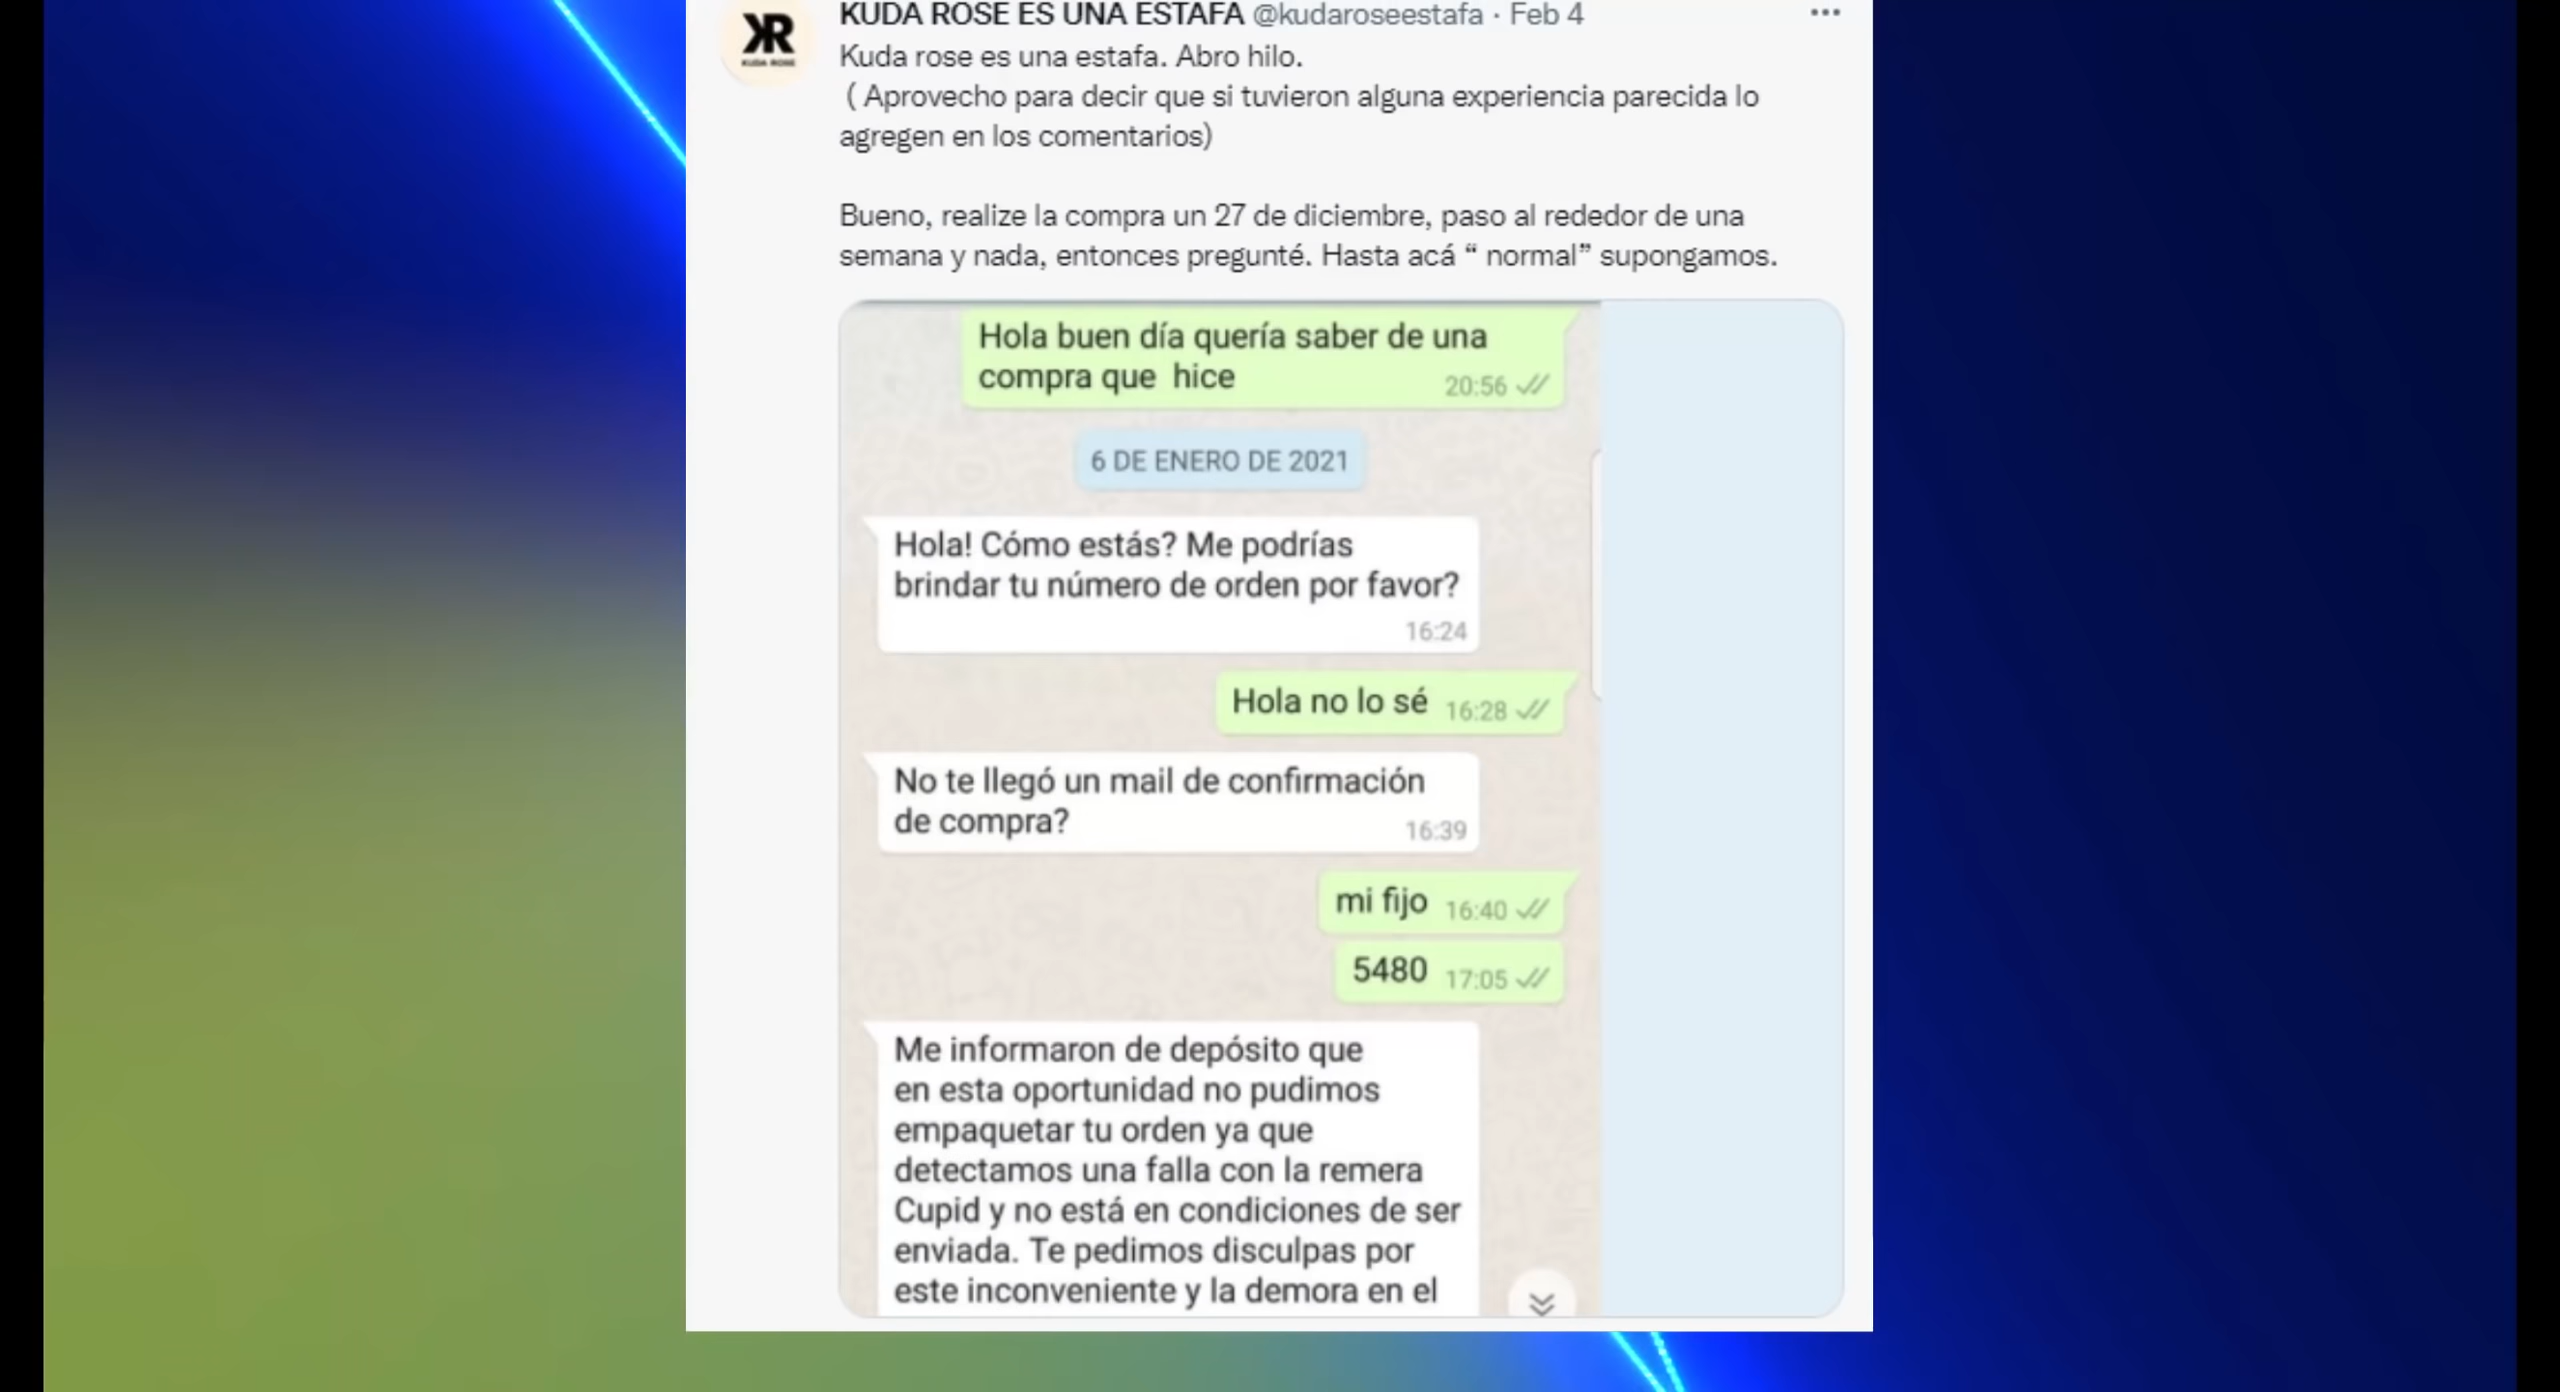 KUDA ROSE ES UNA ESTAFA @kudaroseestafa · Feb 4
KR
KUDA ROSE
Kuda rose es una estafa. Abro hilo.
( Aprovecho para decir que si tuvieron alguna experiencia parecida lo
agregen en los comentarios)
Bueno, realize la compra un 27 de diciembre, paso al rededor de una
semana y nada, entonces pregunté. Hasta acá “ normal” supongamos.
Hola buen día quería saber de una
compra que hice
20:56
6 DE ENERO DE 2021
Hola! Cómo estás? Me podrías
brindar tu número de orden por favor?
16:24
Hola no lo sé 16:28
No te llegó un mail de confirmación
de compra?
16:39
mi fijo 16:40
5480 17:05
Me informaron de depósito que
en esta oportunidad no pudimos
empaquetar tu orden ya que
detectamos una falla con la remera
Cupid y no está en condiciones de ser
enviada. Te pedimos disculpas por
este inconveniente y la demora en el